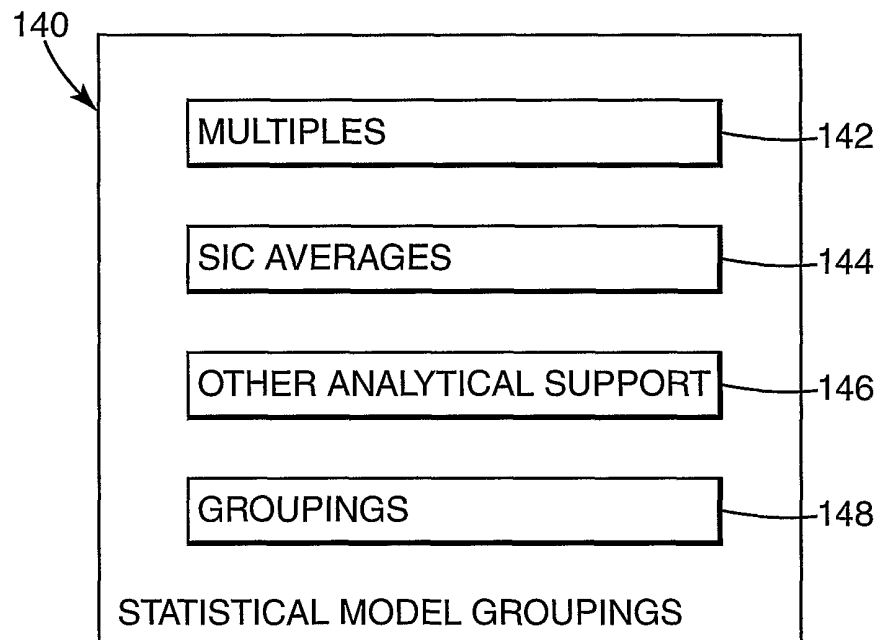 140
MULTIPLES 142
SIC AVERAGES 144
OTHER ANALYTICAL SUPPORT 146
GROUPINGS 148
STATISTICAL MODEL GROUPINGS